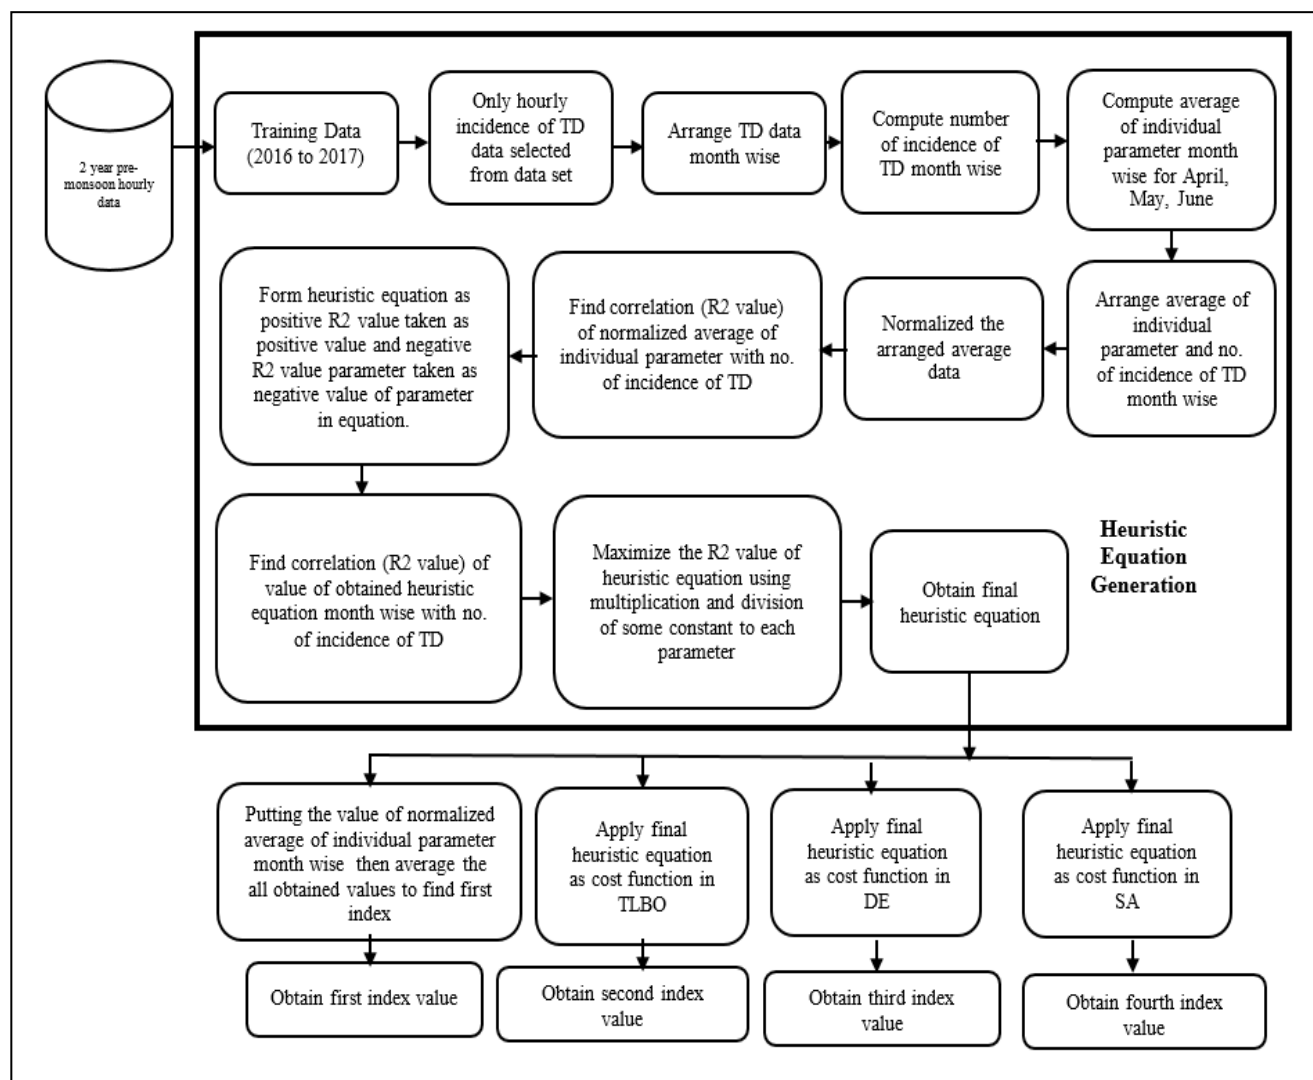 2 year pre-
monsoon hourly
data
Training Data
(2016 to 2017)
Only hourly
incidence of TD
data selected
from data set
Arrange TD data
month wise
Compute number
of incidence of
TD month wise
Compute average
of individual
parameter month
wise for April,
May, June
Arrange average of
individual
parameter and no.
of incidence of TD
month wise
Normalized the
arranged average
data
Find correlation (R2 value)
of normalized average of
individual parameter with no.
of incidence of TD
Form heuristic equation as
positive R2 value taken as
positive value and negative
R2 value parameter taken as
negative value of parameter
in equation.
Find correlation (R2 value) of
value of obtained heuristic
equation month wise with no.
of incidence of TD
Maximize the R2 value of
heuristic equation using
multiplication and division
of some constant to each
parameter
Obtain final
heuristic equation
Heuristic
Equation
Generation
Putting the value of normalized
average of individual parameter
month wise then average the
all obtained values to find first
index
Apply final
heuristic equation
as cost function in
TLBO
Apply final
heuristic equation
as cost function in
DE
Apply final
heuristic equation
as cost function in
SA
Obtain first index value
Obtain second index
value
Obtain third index
value
Obtain fourth index
value